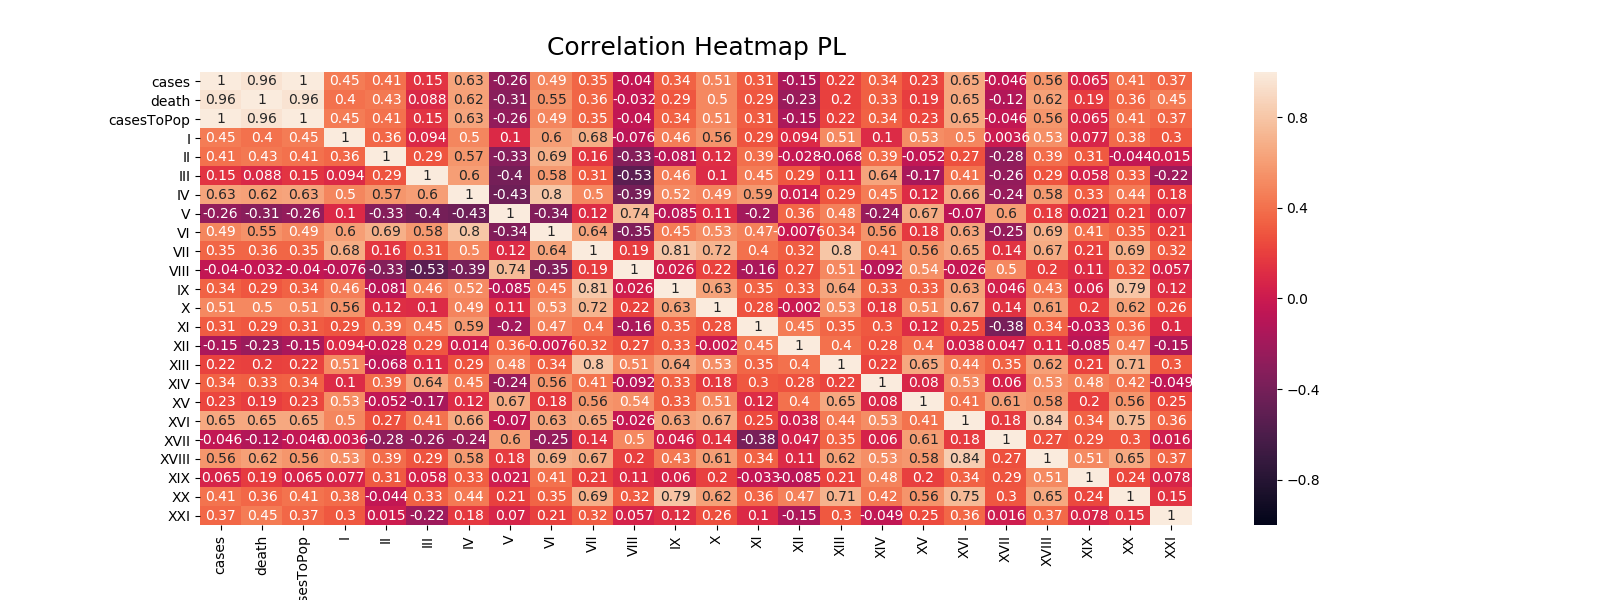 Correlation Heatmap PL
cases 1 0.96 1 0.45 0.41 0.15 0.63 -0.26 0.49 0.35 -0.04 0.34 0.51 0.31 -0.15 0.22 0.34 0.23 0.65 -0.046 0.56 0.065 0.41 0.37
death 0.96 1 0.96 0.4 0.43 0.088 0.62 -0.31 0.55 0.36 -0.032 0.29 0.5 0.29 -0.23 0.2 0.33 0.19 0.65 -0.12 0.62 0.19 0.36 0.45
casesToPop 1 0.96 1 0.45 0.41 0.15 0.63 -0.26 0.49 0.35 -0.04 0.34 0.51 0.31 -0.15 0.22 0.34 0.23 0.65 -0.046 0.56 0.065 0.41 0.37
I 0.45 0.4 0.45 1 0.36 0.094 0.5 0.1 0.6 0.68 -0.076 0.46 0.56 0.29 0.094 0.51 0.1 0.53 0.5 0.0036 0.53 0.077 0.38 0.3
II 0.41 0.43 0.41 0.36 1 0.29 0.57 -0.33 0.69 0.16 -0.33 -0.081 0.12 0.39 -0.028 -0.068 0.39 -0.052 0.27 -0.28 0.39 0.31 -0.044 0.015
III 0.15 0.088 0.15 0.094 0.29 1 0.6 -0.4 0.58 0.31 -0.53 0.46 0.1 0.45 0.29 0.11 0.64 -0.17 0.41 -0.26 0.29 0.058 0.33 -0.22
IV 0.63 0.62 0.63 0.5 0.57 0.6 1 -0.43 0.8 0.5 -0.39 0.52 0.49 0.59 0.014 0.29 0.45 0.12 0.66 -0.24 0.58 0.33 0.44 0.18
V -0.26 -0.31 -0.26 0.1 -0.33 -0.4 -0.43 1 -0.34 0.12 0.74 -0.085 0.11 -0.2 0.36 0.48 -0.24 0.67 -0.07 0.6 0.18 0.021 0.21 0.07
VI 0.49 0.55 0.49 0.6 0.69 0.58 0.8 -0.34 1 0.64 -0.35 0.45 0.53 0.47 -0.0076 0.34 0.56 0.18 0.63 -0.25 0.69 0.41 0.35 0.21
VII 0.35 0.36 0.35 0.68 0.16 0.31 0.5 0.12 0.64 1 0.19 0.81 0.72 0.4 0.32 0.8 0.41 0.56 0.65 0.14 0.67 0.21 0.69 0.32
VIII -0.04 -0.032 -0.04 -0.076 -0.33 -0.53 -0.39 0.74 -0.35 0.19 1 0.026 0.22 -0.16 0.27 0.51 -0.092 0.54 -0.026 0.5 0.2 0.11 0.32 0.057
IX 0.34 0.29 0.34 0.46 -0.081 0.46 0.52 -0.085 0.45 0.81 0.026 1 0.63 0.35 0.33 0.64 0.33 0.33 0.63 0.046 0.43 0.06 0.79 0.12
X 0.51 0.5 0.51 0.56 0.12 0.1 0.49 0.11 0.53 0.72 0.22 0.63 1 0.28 -0.002 0.53 0.18 0.51 0.67 0.14 0.61 0.2 0.62 0.26
XI 0.31 0.29 0.31 0.29 0.39 0.45 0.59 -0.2 0.47 0.4 -0.16 0.35 0.28 1 0.45 0.35 0.3 0.12 0.25 -0.38 0.34 -0.033 0.36 0.1
XII -0.15 -0.23 -0.15 0.094 -0.028 0.29 0.014 0.36 -0.0076 0.32 0.27 0.33 -0.002 0.45 1 0.4 0.28 0.4 0.038 0.047 0.11 -0.085 0.47 -0.15
XIII 0.22 0.2 0.22 0.51 -0.068 0.11 0.29 0.48 0.34 0.8 0.51 0.64 0.53 0.35 0.4 1 0.22 0.65 0.44 0.35 0.62 0.21 0.71 0.3
XIV 0.34 0.33 0.34 0.1 0.39 0.64 0.45 -0.24 0.56 0.41 -0.092 0.33 0.18 0.3 0.28 0.22 1 0.08 0.53 0.06 0.53 0.48 0.42 -0.049
XV 0.23 0.19 0.23 0.53 -0.052 -0.17 0.12 0.67 0.18 0.56 0.54 0.33 0.51 0.12 0.4 0.65 0.08 1 0.41 0.61 0.58 0.2 0.56 0.25
XVI 0.65 0.65 0.65 0.5 0.27 0.41 0.66 -0.07 0.63 0.65 -0.026 0.63 0.67 0.25 0.038 0.44 0.53 0.41 1 0.18 0.84 0.34 0.75 0.36
XVII -0.046 -0.12 -0.046 0.0036 -0.28 -0.26 -0.24 0.6 -0.25 0.14 0.5 0.046 0.14 -0.38 0.047 0.35 0.06 0.61 0.18 1 0.27 0.29 0.3 0.016
XVIII 0.56 0.62 0.56 0.53 0.39 0.29 0.58 0.18 0.69 0.67 0.2 0.43 0.61 0.34 0.11 0.62 0.53 0.58 0.84 0.27 1 0.51 0.65 0.37
XIX 0.065 0.19 0.065 0.077 0.31 0.058 0.33 0.021 0.41 0.21 0.11 0.06 0.2 -0.033 -0.085 0.21 0.48 0.2 0.34 0.29 0.51 1 0.24 0.078
XX 0.41 0.36 0.41 0.38 -0.044 0.33 0.44 0.21 0.35 0.69 0.32 0.79 0.62 0.36 0.47 0.71 0.42 0.56 0.75 0.3 0.65 0.24 1 0.15
XXI 0.37 0.45 0.37 0.3 0.015 -0.22 0.18 0.07 0.21 0.32 0.057 0.12 0.26 0.1 -0.15 0.3 -0.049 0.25 0.36 0.016 0.37 0.078 0.15 1
cases death sesToPop I II III IV V VI VII VIII IX X XI XII XIII XIV XV XVI XVII XVIII XIX XX XXI
0.8
0.4
0.0
−0.4
−0.8